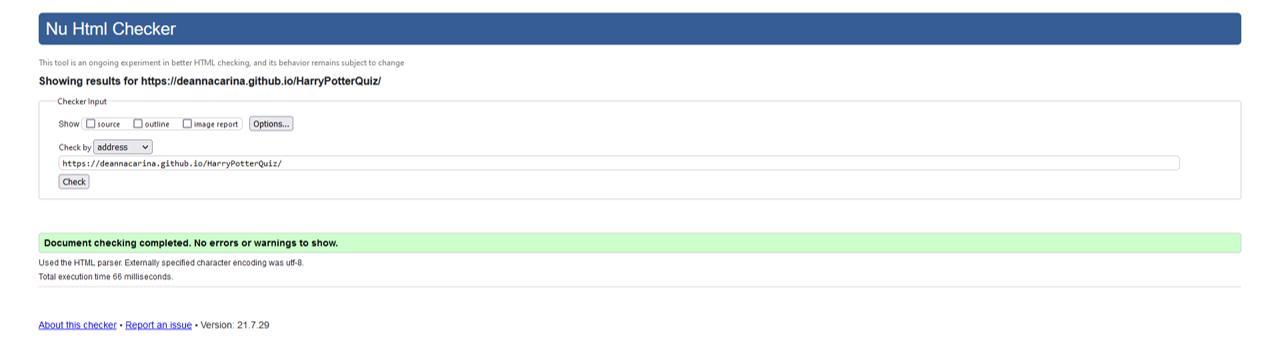 Nu Html Checker
This tool is an ongoing experiment in better HTML checking, and its behavior remains subject to change
Showing results for https://deannacarina.github.io/HarryPotterQuiz/
Checker Input
Show source outline image report Options...
Check by address
https://deannacarina.github.io/HarryPotterQuiz/
Check
Document checking completed. No errors or warnings to show.
Used the HTML parser. Externally specified character encoding was utf-8.
Total execution time 66 milliseconds.
About this checker • Report an issue • Version: 21.7.29